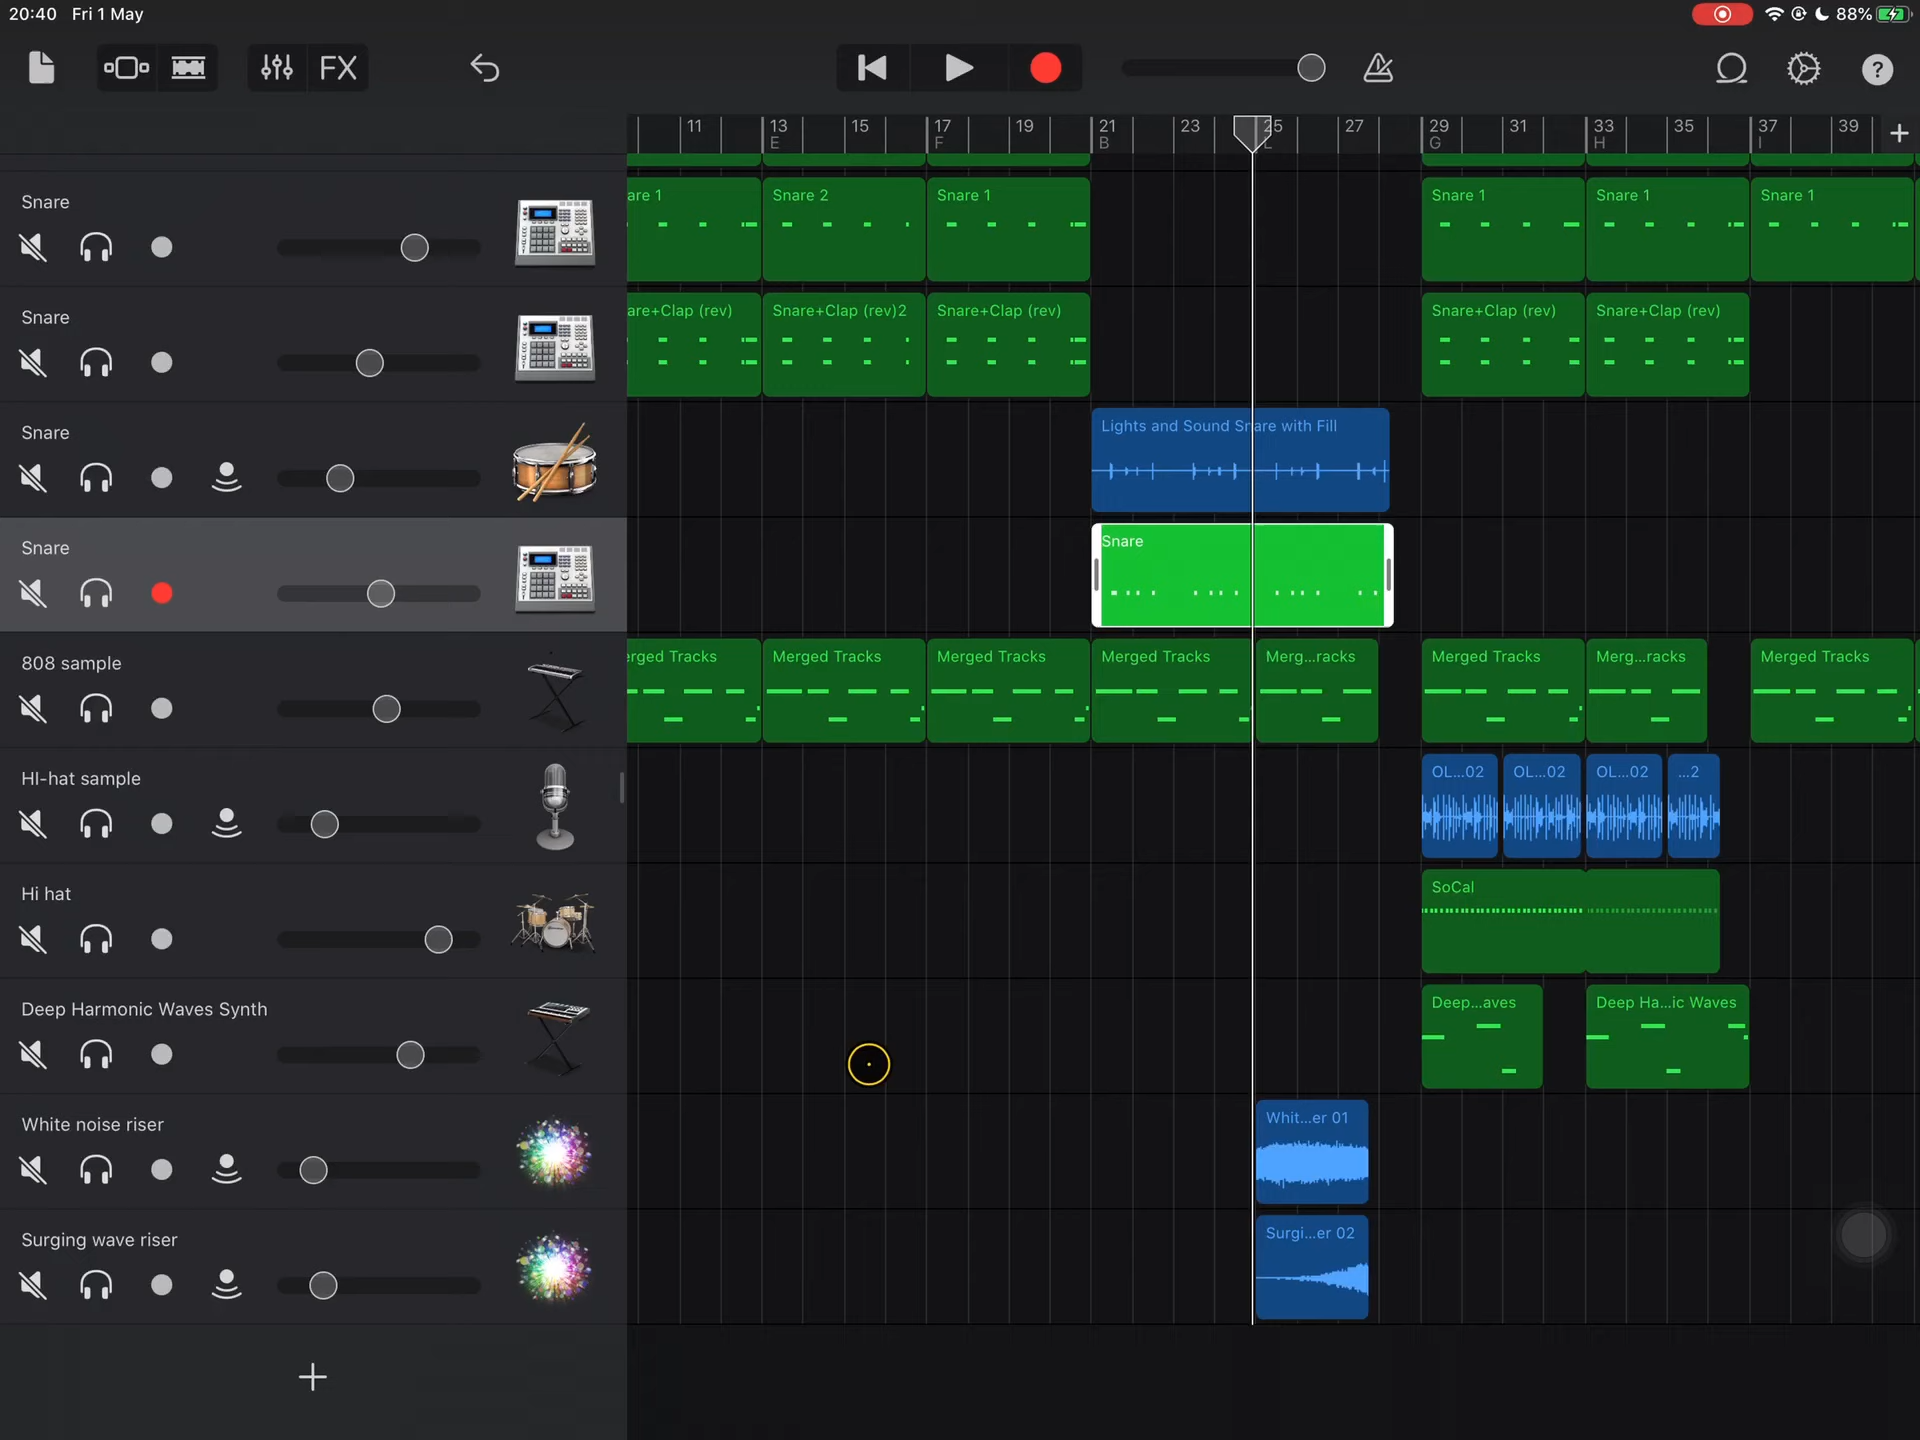 20:40 Fri 1 May
88%
FX
?
11 13 15 17 19 21 23 25 27 29 31 33 35 37 39 +
E F B L G H I
Snare
are 1 Snare 2 Snare 1 Snare 1 Snare 1 Snare 1
Snare
are+Clap (rev) Snare+Clap (rev)2 Snare+Clap (rev) Snare+Clap (rev) Snare+Clap (rev)
Snare
Lights and Sound Snare with Fill
Snare
Snare
808 sample
erged Tracks Merged Tracks Merged Tracks Merged Tracks Merg...racks Merged Tracks Merg...racks Merged Tracks
HI-hat sample
OL...02 OL...02 OL...02 ...2
Hi hat
SoCal
Deep Harmonic Waves Synth
Deep...aves Deep Ha...ic Waves
White noise riser
Whit...er 01
Surging wave riser
Surgi...er 02
+